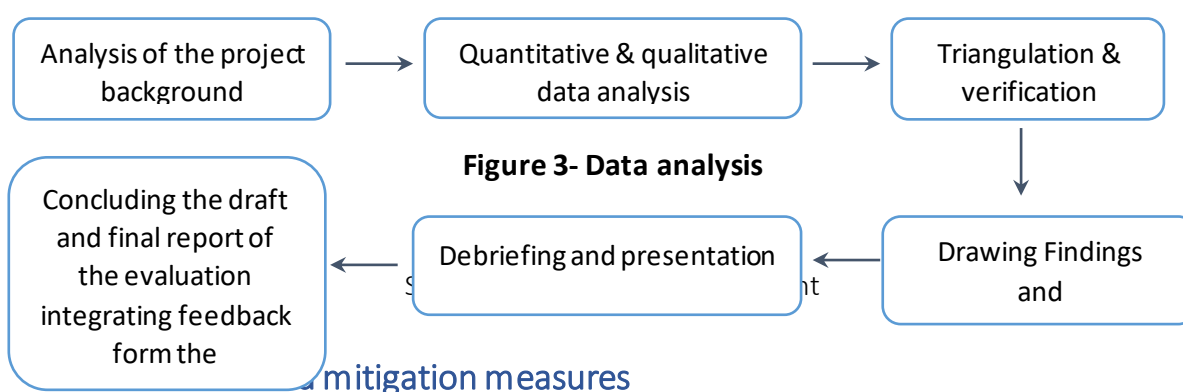 Analysis of the project
background
Quantitative & qualitative
data analysis
Triangulation &
verification
Figure 3- Data analysis
Drawing Findings
and
Debriefing and presentation
Concluding the draft
and final report of
the evaluation
integrating feedback
form the
mitigation measures